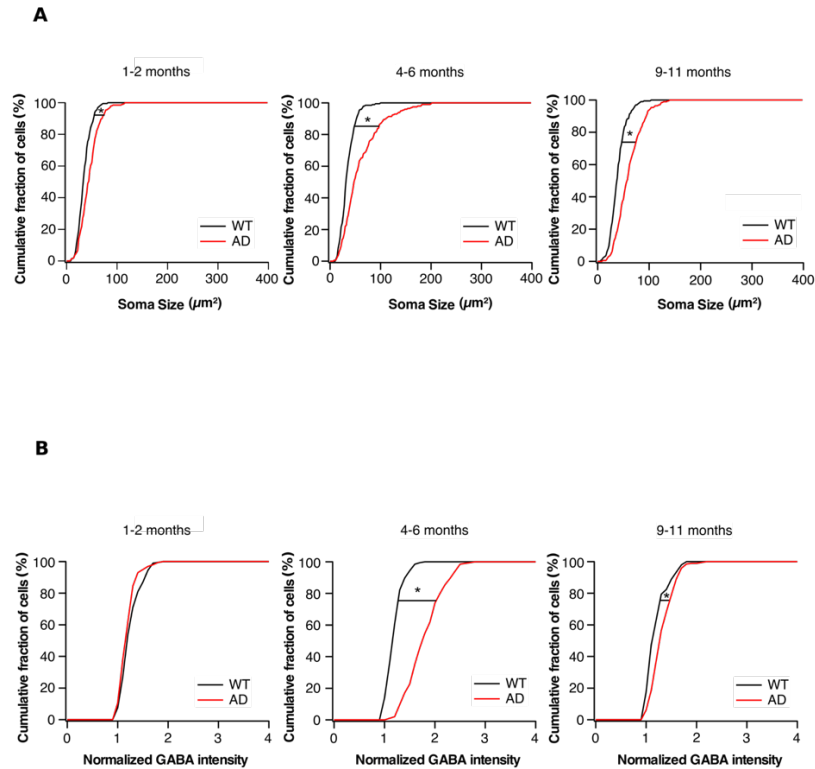 A
1-2 months
4-6 months
9-11 months
Cumulative fraction of cells (%)
100
80
60
40
20
0
*
WT
AD
0
100
200
300
400
Soma Size (µm²)
Cumulative fraction of cells (%)
100
80
60
40
20
0
*
WT
AD
0
100
200
300
400
Soma Size (µm²)
Cumulative fraction of cells (%)
100
80
60
40
20
0
*
WT
AD
0
100
200
300
400
Soma Size (µm²)
B
1-2 months
4-6 months
9-11 months
Cumulative fraction of cells (%)
100
80
60
40
20
0
WT
AD
0
1
2
3
4
Normalized GABA intensity
Cumulative fraction of cells (%)
100
80
60
40
20
0
*
WT
AD
0
1
2
3
4
Normalized GABA intensity
Cumulative fraction of cells (%)
100
80
60
40
20
0
*
WT
AD
0
1
2
3
4
Normalized GABA intensity